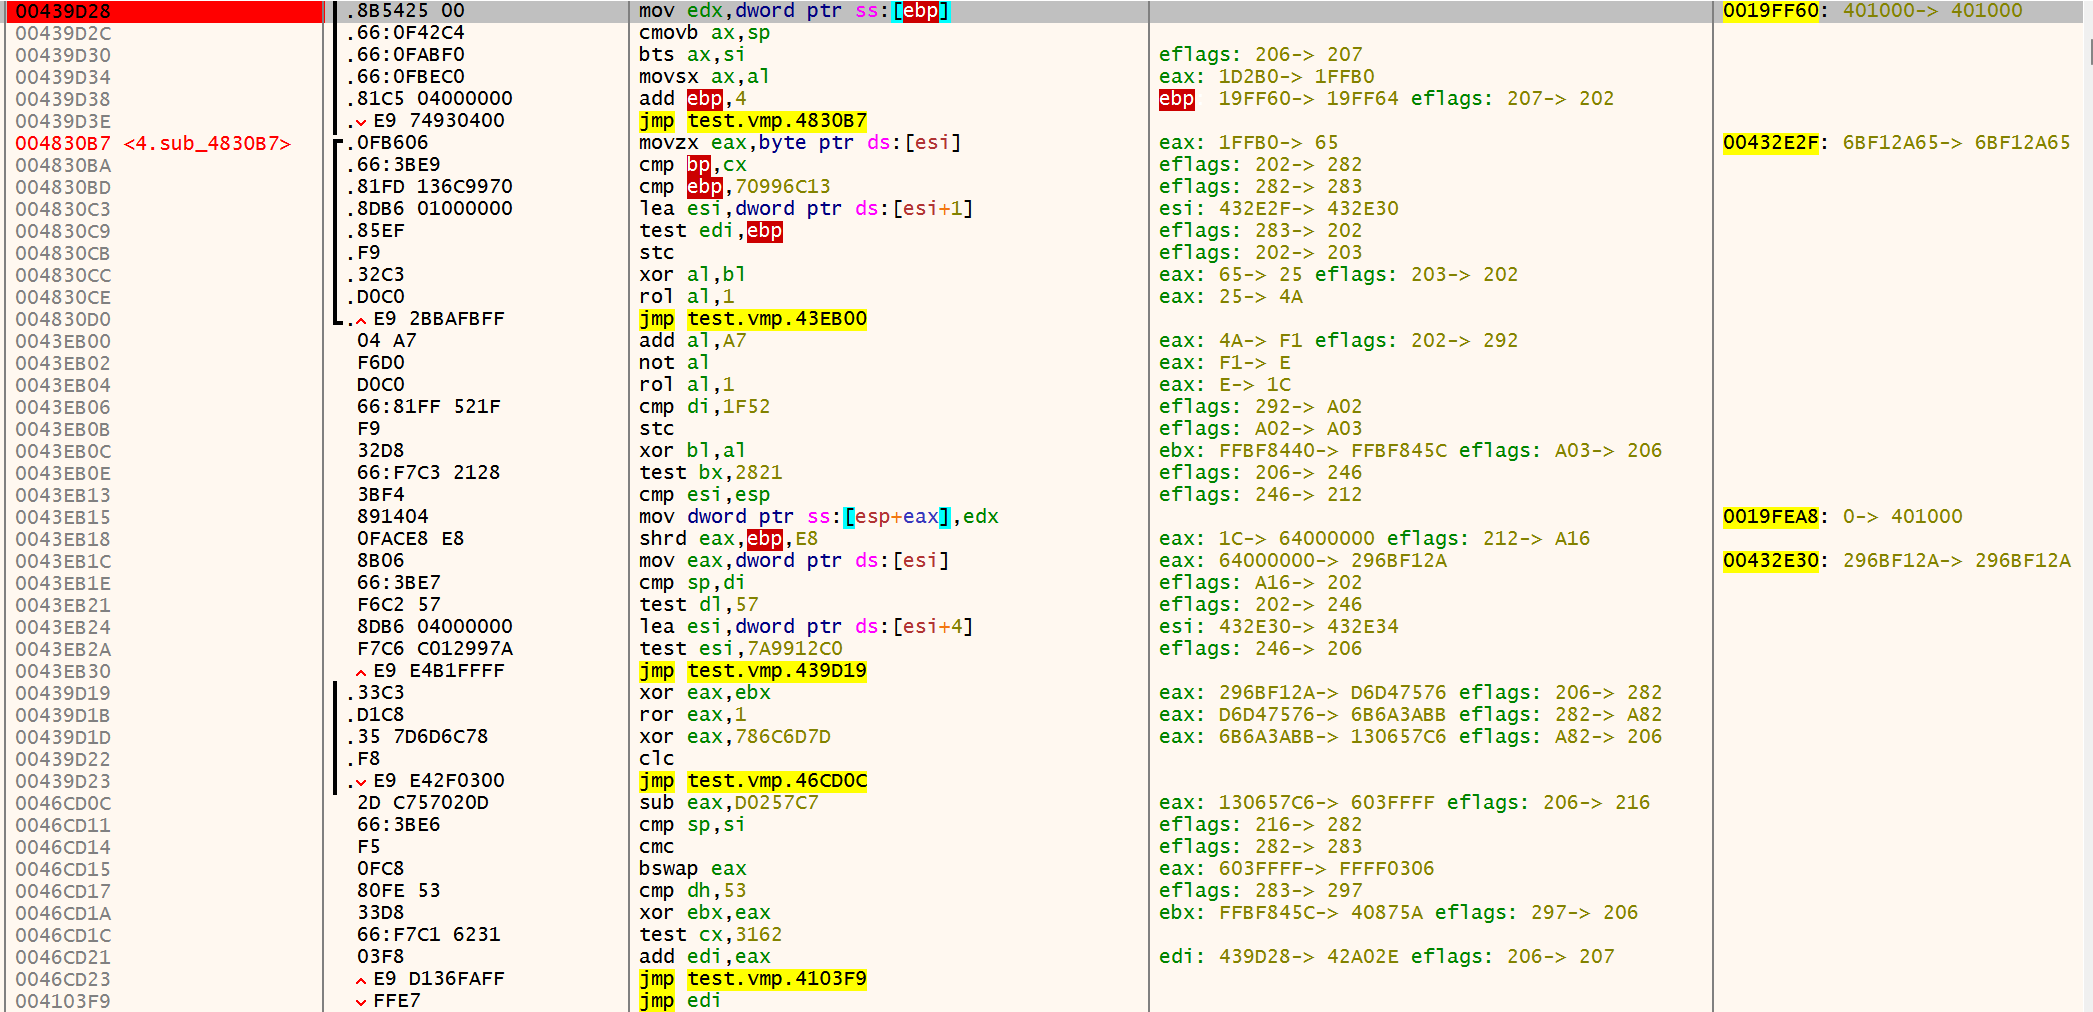 00439D28 .8B5425 00 mov edx,dword ptr ss:[ebp] 0019FF60: 401000-> 401000
00439D2C .66:0F42C4 cmovb ax,sp
00439D30 .66:0FABF0 bts ax,si eflags: 206-> 207
00439D34 .66:0FBEC0 movsx ax,al eax: 1D2B0-> 1FFB0
00439D38 .81C5 04000000 add ebp,4 ebp 19FF60-> 19FF64 eflags: 207-> 202
00439D3E . E9 74930400 jmp test.vmp.4830B7
004830B7 <4.sub_4830B7> .0FB606 movzx eax,byte ptr ds:[esi] eax: 1FFB0-> 65 00432E2F: 6BF12A65-> 6BF12A65
004830BA .66:3BE9 cmp bp,cx eflags: 202-> 282
004830BD .81FD 136C9970 cmp ebp,70996C13 eflags: 282-> 283
004830C3 .8DB6 01000000 lea esi,dword ptr ds:[esi+1] esi: 432E2F-> 432E30
004830C9 .85EF test edi,ebp eflags: 283-> 202
004830CB .F9 stc eflags: 202-> 203
004830CC .32C3 xor al,bl eax: 65-> 25 eflags: 203-> 202
004830CE .D0C0 rol al,1 eax: 25-> 4A
004830D0 . E9 2BBAFBFF jmp test.vmp.43EB00
0043EB00 04 A7 add al,A7 eax: 4A-> F1 eflags: 202-> 292
0043EB02 F6D0 not al eax: F1-> E
0043EB04 D0C0 rol al,1 eax: E-> 1C
0043EB06 66:81FF 521F cmp di,1F52 eflags: 292-> A02
0043EB0B F9 stc eflags: A02-> A03
0043EB0C 32D8 xor bl,al ebx: FFBF8440-> FFBF845C eflags: A03-> 206
0043EB0E 66:F7C3 2128 test bx,2821 eflags: 206-> 246
0043EB13 3BF4 cmp esi,esp eflags: 246-> 212
0043EB15 891404 mov dword ptr ss:[esp+eax],edx 0019FEA8: 0-> 401000
0043EB18 0FACE8 E8 shrd eax,ebp,E8 eax: 1C-> 64000000 eflags: 212-> A16
0043EB1C 8B06 mov eax,dword ptr ds:[esi] eax: 64000000-> 296BF12A 00432E30: 296BF12A-> 296BF12A
0043EB1E 66:3BE7 cmp sp,di eflags: A16-> 202
0043EB21 F6C2 57 test dl,57 eflags: 202-> 246
0043EB24 8DB6 04000000 lea esi,dword ptr ds:[esi+4] esi: 432E30-> 432E34
0043EB2A F7C6 C012997A test esi,7A9912C0 eflags: 246-> 206
0043EB30 E9 E4B1FFFF jmp test.vmp.439D19
00439D19 .33C3 xor eax,ebx eax: 296BF12A-> D6D47576 eflags: 206-> 282
00439D1B .D1C8 ror eax,1 eax: D6D47576-> 6B6A3ABB eflags: 282-> A82
00439D1D .35 7D6D6C78 xor eax,786C6D7D eax: 6B6A3ABB-> 130657C6 eflags: A82-> 206
00439D22 .F8 clc
00439D23 . E9 E42F0300 jmp test.vmp.46CD0C
0046CD0C 2D C757020D sub eax,D0257C7 eax: 130657C6-> 603FFFF eflags: 206-> 216
0046CD11 66:3BE6 cmp sp,si eflags: 216-> 282
0046CD14 F5 cmc eflags: 282-> 283
0046CD15 0FC8 bswap eax eax: 603FFFF-> FFFF0306
0046CD17 80FE 53 cmp dh,53 eflags: 283-> 297
0046CD1A 33D8 xor ebx,eax ebx: FFBF845C-> 40875A eflags: 297-> 206
0046CD1C 66:F7C1 6231 test cx,3162
0046CD21 03F8 add edi,eax edi: 439D28-> 42A02E eflags: 206-> 207
0046CD23 E9 D136FAFF jmp test.vmp.4103F9
004103F9 FFE7 jmp edi